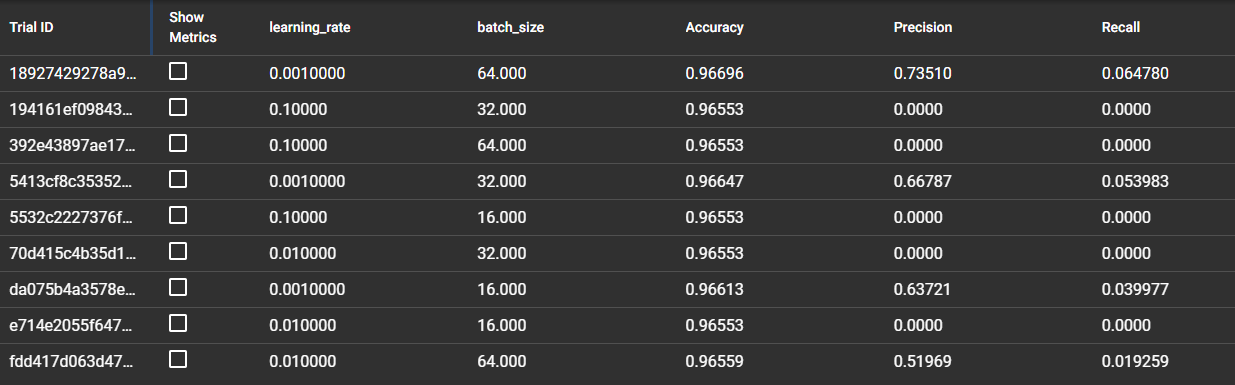 Trial ID Show Metrics learning_rate batch_size Accuracy Precision Recall
18927429278a9... 0.0010000 64.000 0.96696 0.73510 0.064780
194161ef09843... 0.10000 32.000 0.96553 0.0000 0.0000
392e43897ae17... 0.10000 64.000 0.96553 0.0000 0.0000
5413cf8c35352... 0.0010000 32.000 0.96647 0.66787 0.053983
5532c2227376f... 0.10000 16.000 0.96553 0.0000 0.0000
70d415c4b35d1... 0.010000 32.000 0.96553 0.0000 0.0000
da075b4a3578e... 0.0010000 16.000 0.96613 0.63721 0.039977
e714e2055f647... 0.010000 16.000 0.96553 0.0000 0.0000
fdd417d063d47... 0.010000 64.000 0.96559 0.51969 0.019259